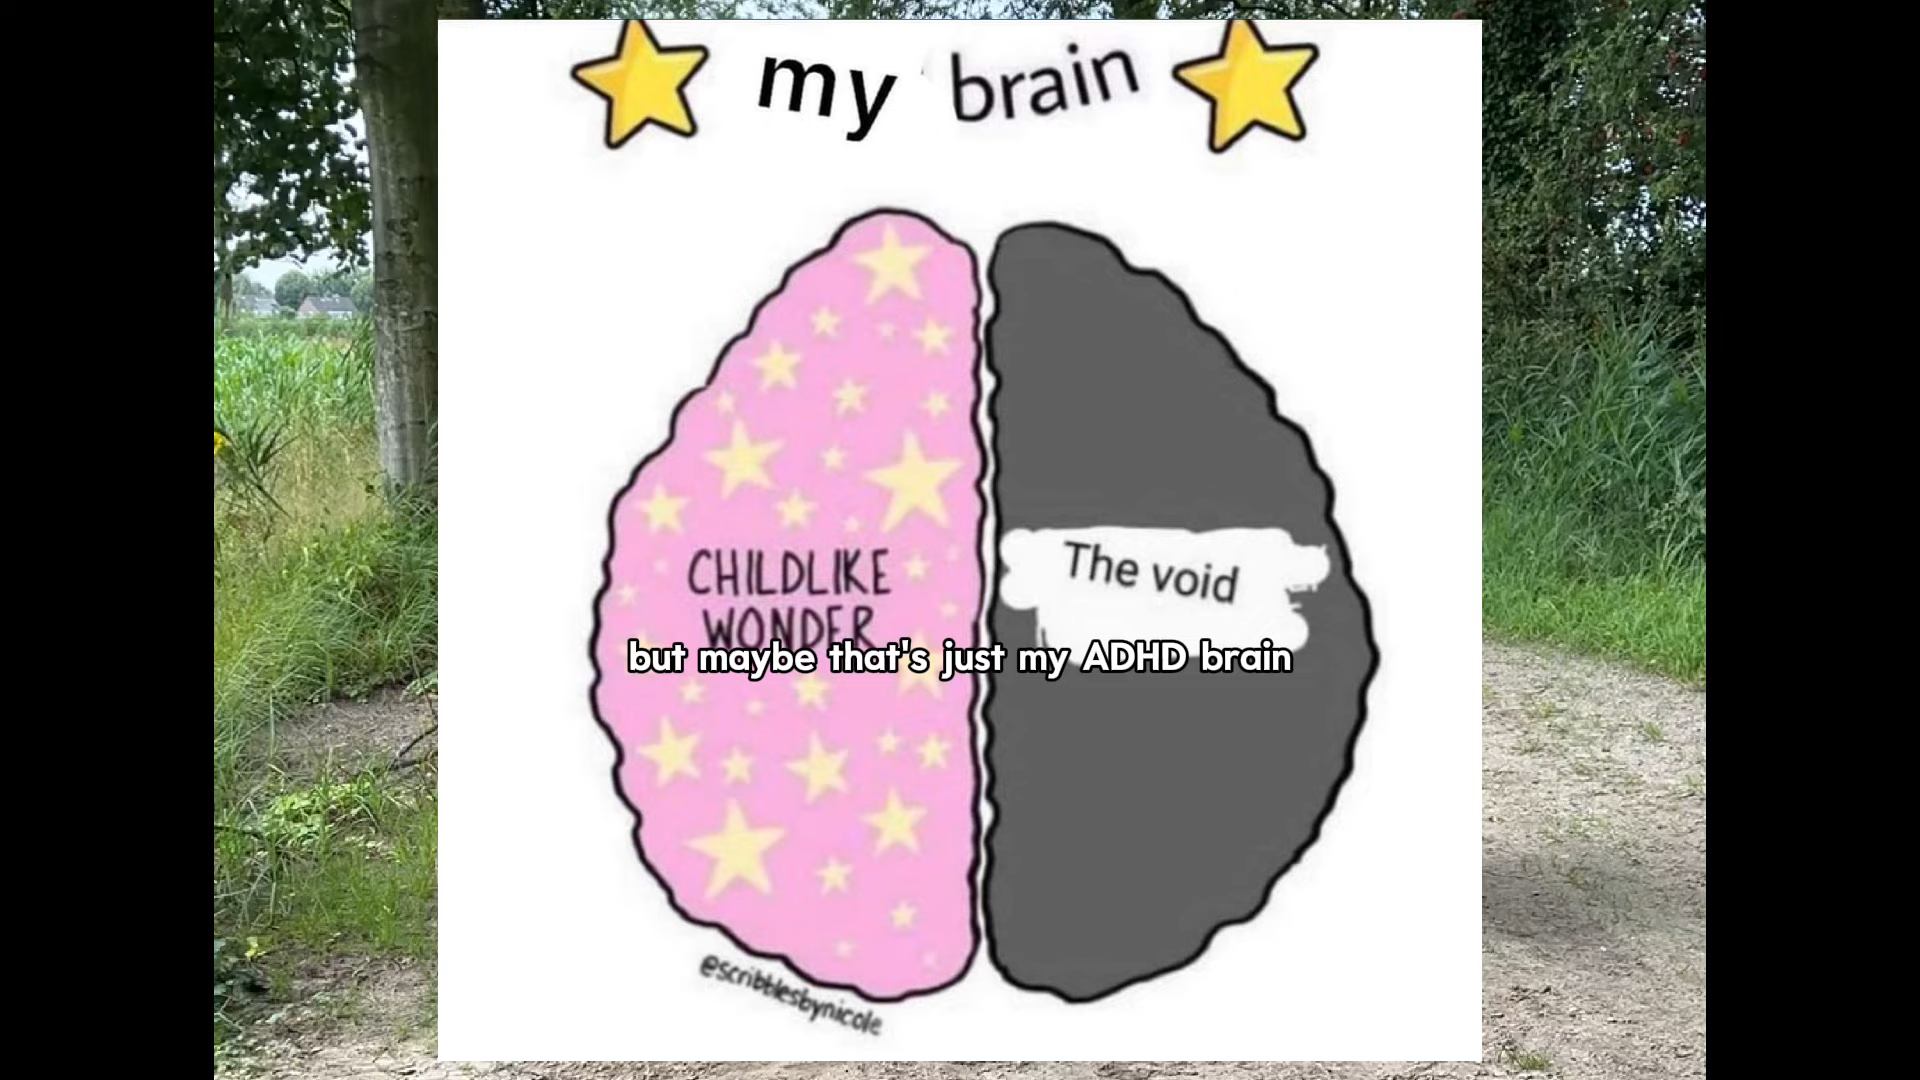 my brain
CHILDLIKE
WONDER
The void
but maybe that's just my ADHD brain
@scribblesbynicole